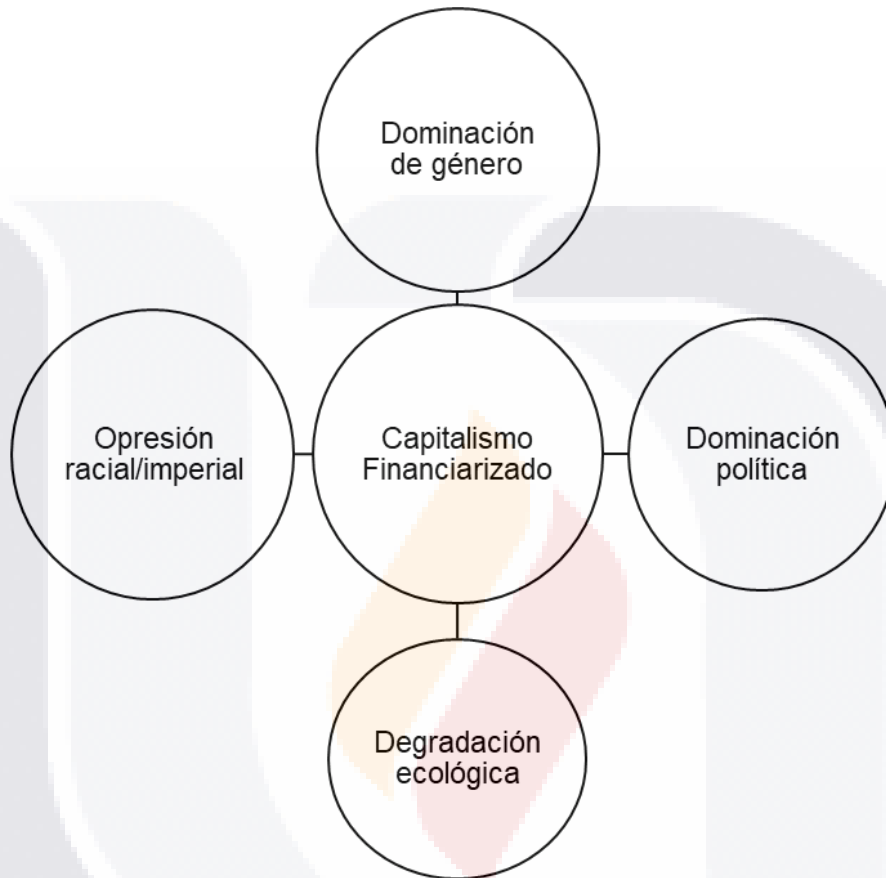 Dominación
de género
Opresión
racial/imperial
Capitalismo
Financiarizado
Dominación
política
Degradación
ecológica